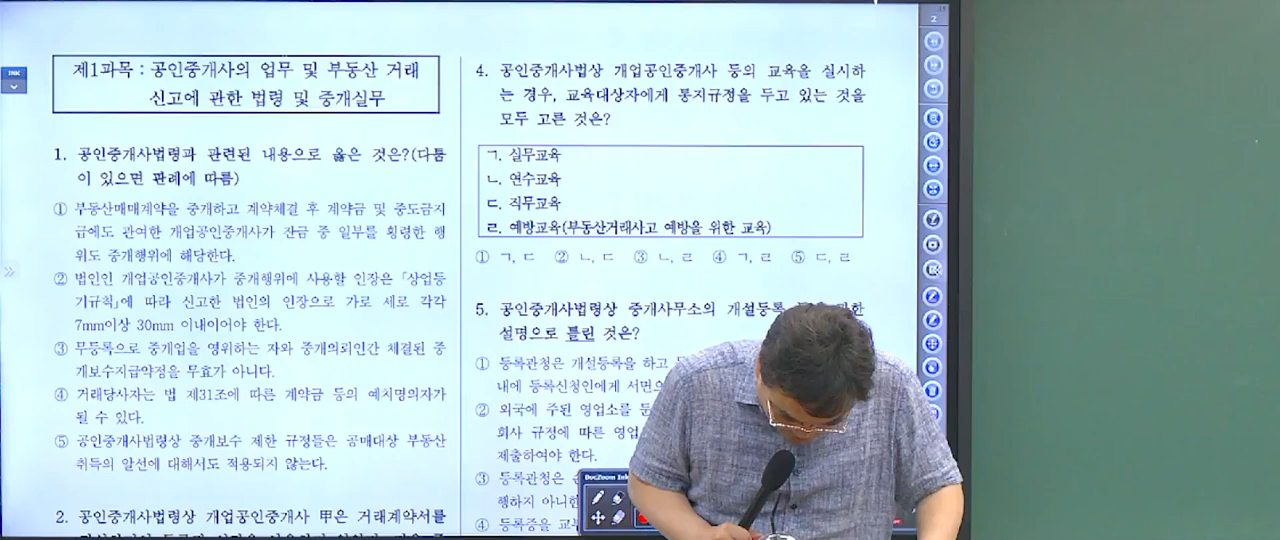 제1과목 : 공인중개사의 업무 및 부동산 거래
신고에 관한 법령 및 중개실무
1. 공인중개사법령과 관련된 내용으로 옳은 것은?(다툼
이 있으면 판례에 따름)
① 부동산매매계약을 중개하고 계약체결 후 계약금 및 중도금지
급에도 관여한 개업공인중개사가 잔금 중 일부를 횡령한 행
위도 중개행위에 해당한다.
② 법인인 개업공인중개사가 중개행위에 사용할 인장은 「상업등
기규칙」에 따라 신고한 법인의 인장으로 가로 세로 각각
7mm이상 30mm 이내이어야 한다.
③ 무등록으로 중개업을 영위하는 자와 중개의뢰인간 체결된 중
개보수지급약정은 무효가 아니다.
④ 거래당사자는 법 제31조에 따른 계약금 등의 예치명의자가
될 수 있다.
⑤ 공인중개사법령상 중개보수 제한 규정들은 공매대상 부동산
취득의 알선에 대해서도 적용되지 않는다.
2. 공인중개사법령상 개업공인중개사 甲은 거래계약서를
4. 공인중개사법상 개업공인중개사 등의 교육을 실시하
는 경우, 교육대상자에게 통지규정을 두고 있는 것을
모두 고른 것은?
ㄱ. 실무교육
ㄴ. 연수교육
ㄷ. 직무교육
ㄹ. 예방교육(부동산거래사고 예방을 위한 교육)
① ㄱ, ㄷ ② ㄴ, ㄷ ③ ㄴ, ㄹ ④ ㄱ, ㄹ ⑤ ㄷ, ㄹ
5. 공인중개사법령상 중개사무소의 개설등록
설명으로 틀린 것은?
① 등록관청은 개설등록을 하고
내에 등록신청인에게 서면으
② 외국에 주된 영업소를 둔
회사 규정에 따른 영업
제출하여야 한다.
③ 등록관청은
행하지 아니한
④ 등록증을 교부
DocZoom Ink
INK
2